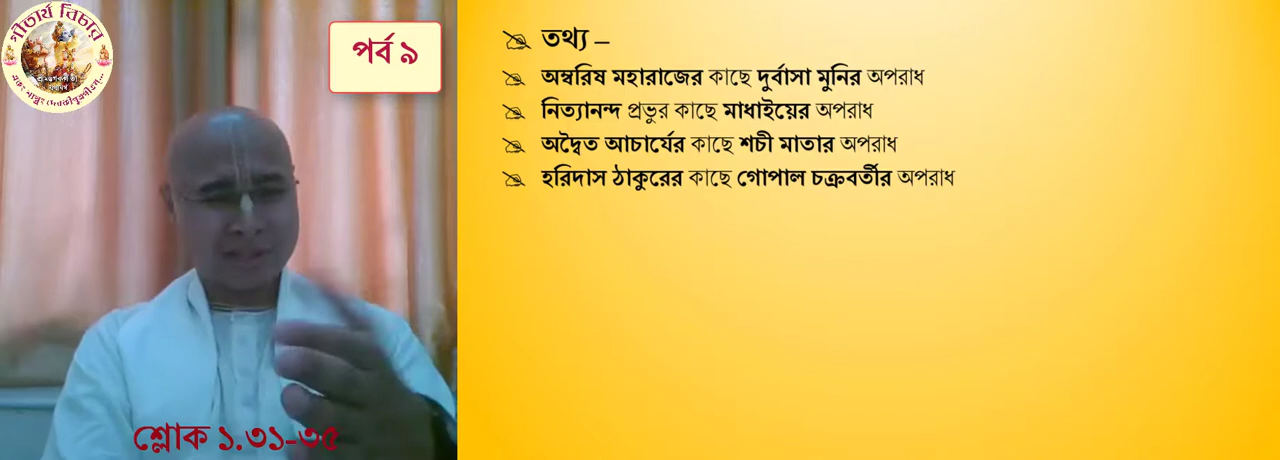 গীতার্থ বিচার
পর্ব ৯
শ্লোক ১.৩১-৩৫
তথ্য –
অম্বরিষ মহারাজের কাছে দুর্বাসা মুনির অপরাধ
নিত্যানন্দ প্রভুর কাছে মাধাইয়ের অপরাধ
অদ্বৈত আচার্যের কাছে শচী মাতার অপরাধ
হরিদাস ঠাকুরের কাছে গোপাল চক্রবর্তীর অপরাধ